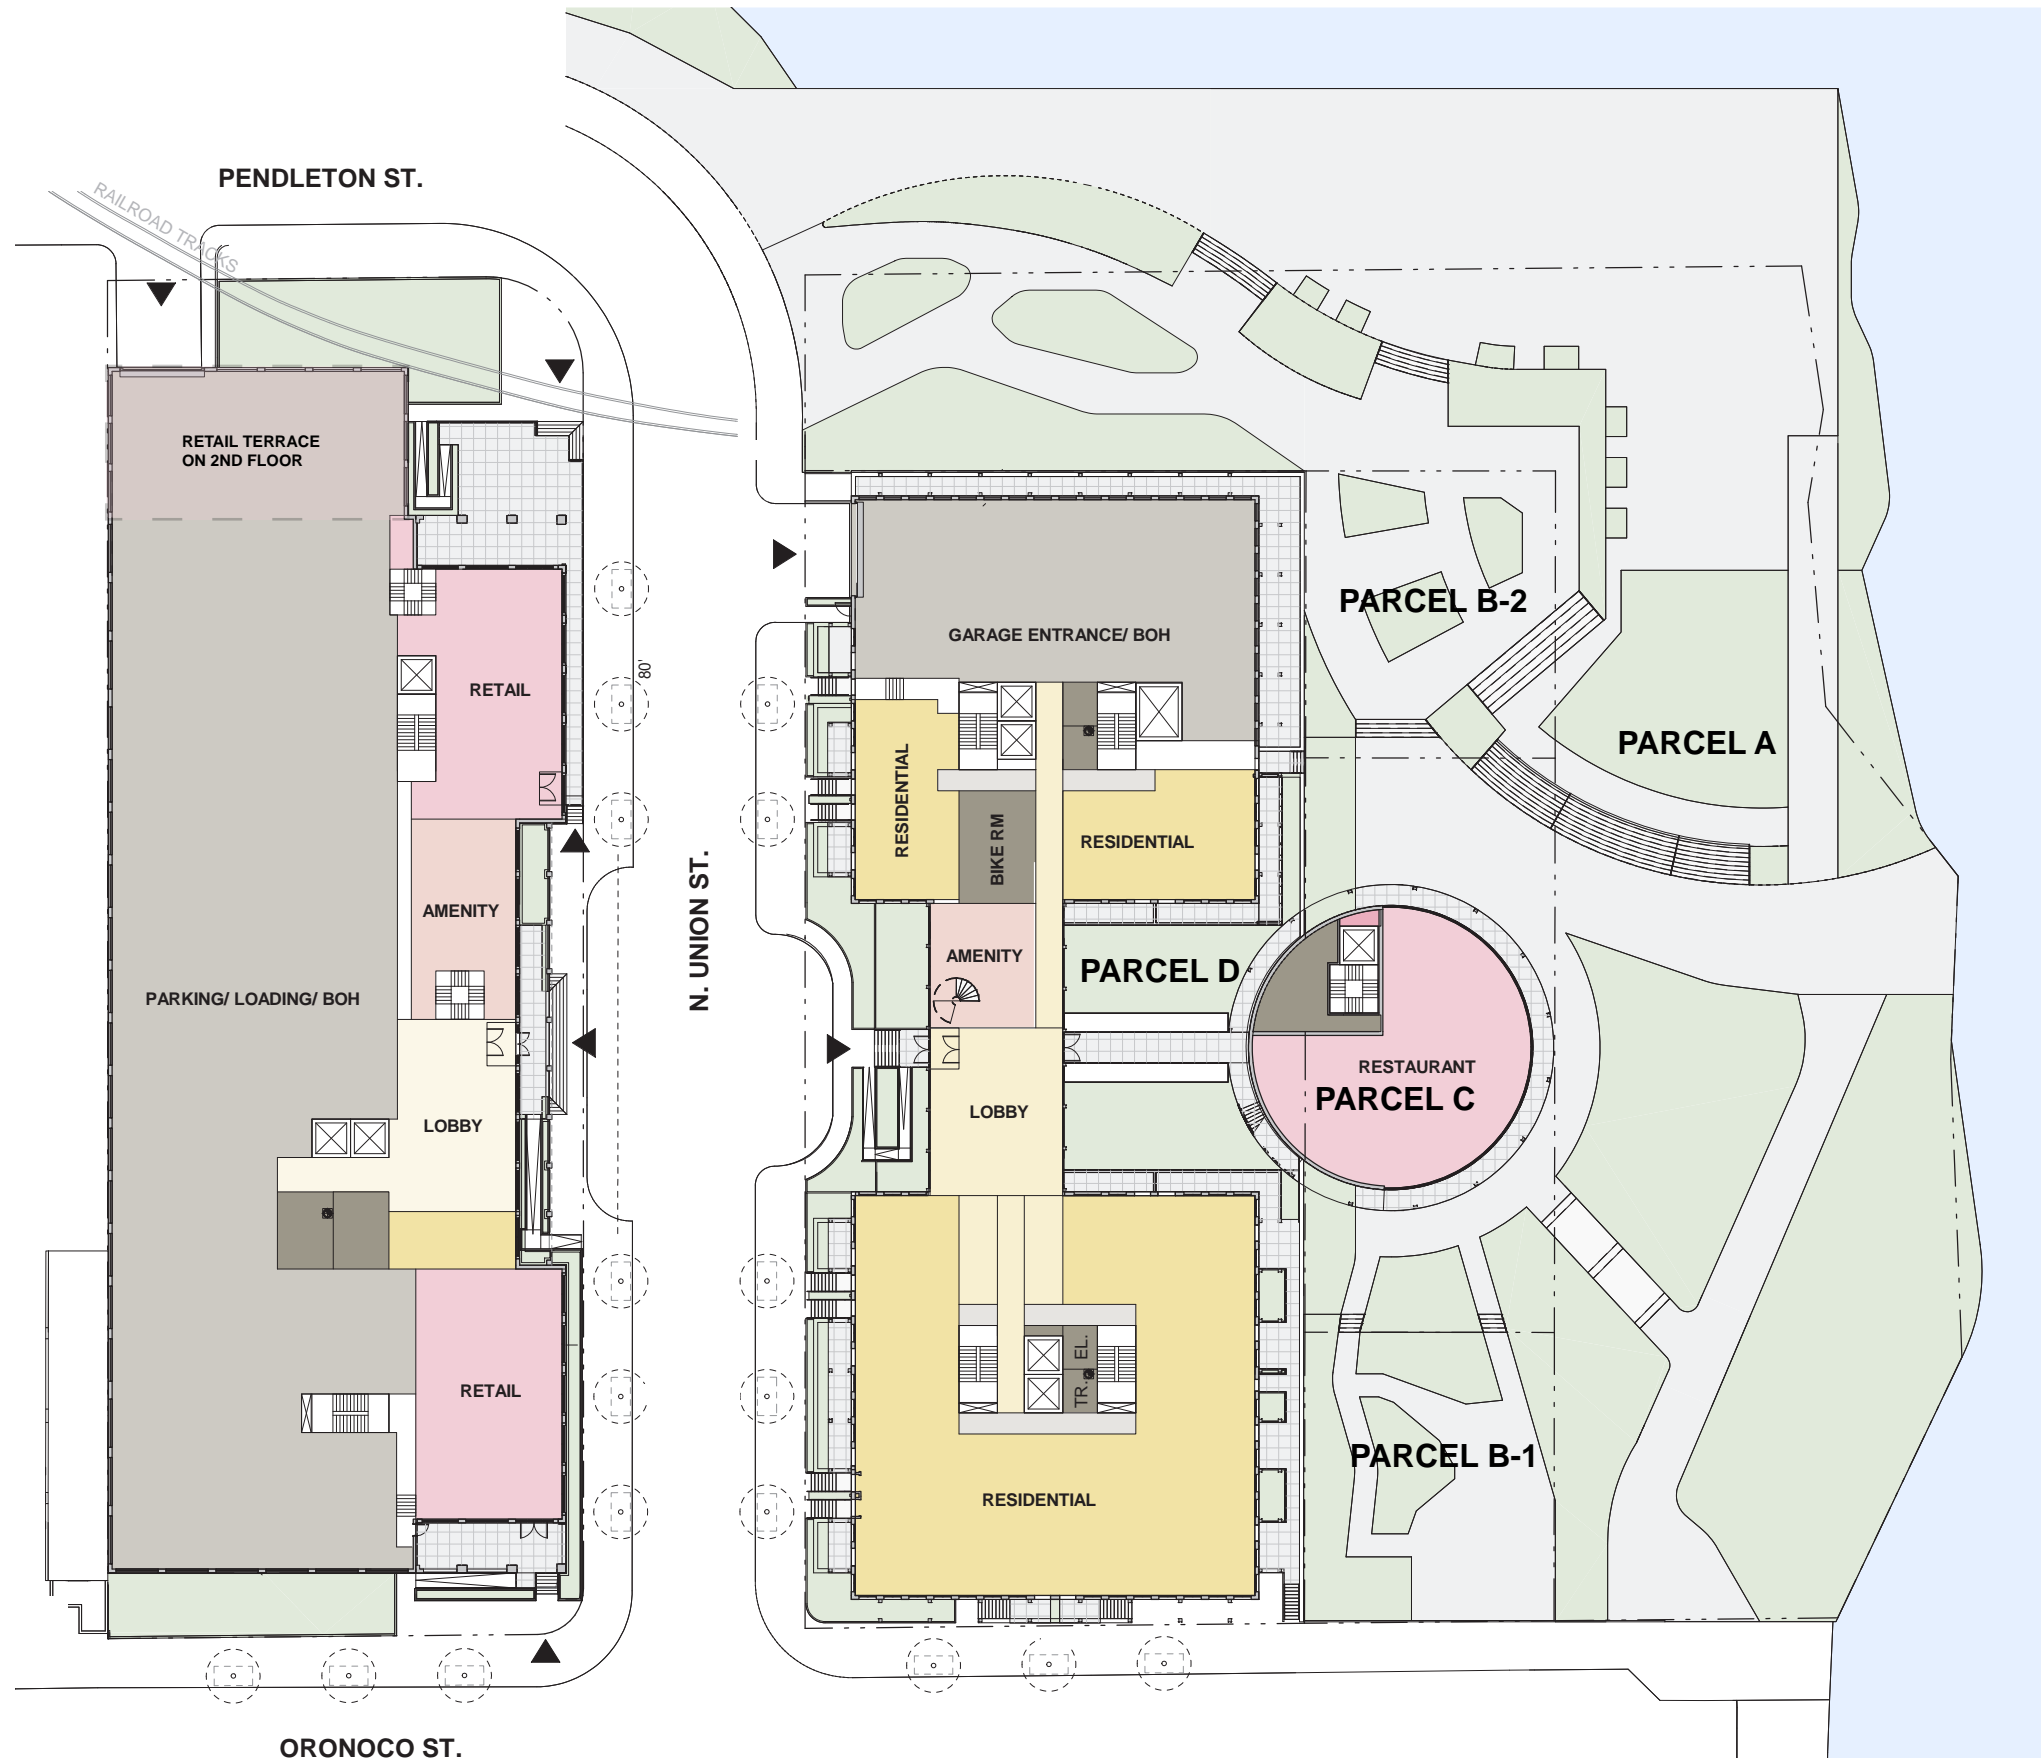 PENDLETON ST.
RAILROAD TRACKS
RETAIL TERRACE
ON 2ND FLOOR
PARCEL B-2
GARAGE ENTRANCE/ BOH
80'
RETAIL
PARCEL A
RESIDENTIAL
BIKE RM
RESIDENTIAL
N. UNION ST.
AMENITY
AMENITY
PARCEL D
PARKING/ LOADING/ BOH
RESTAURANT
PARCEL C
LOBBY
LOBBY
EL.
TR.
RETAIL
PARCEL B-1
RESIDENTIAL
ORONOCO ST.